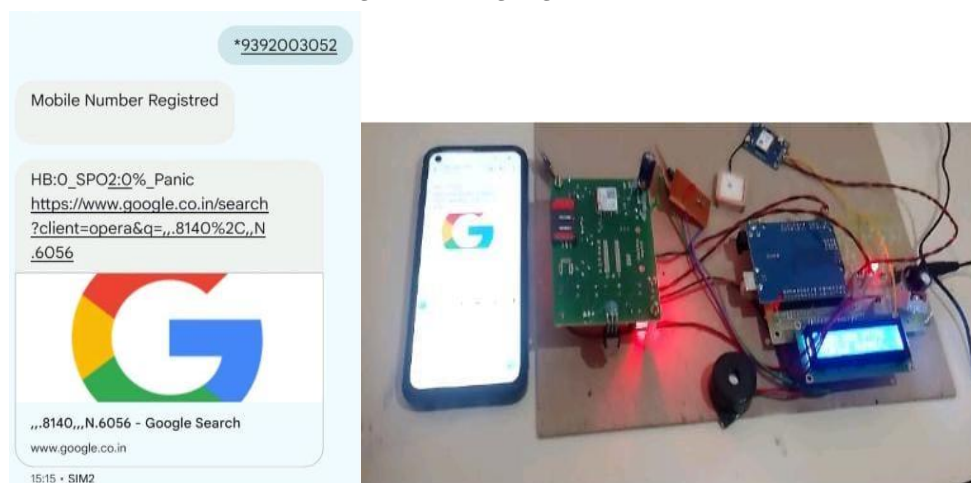 *9392003052
Mobile Number Registred
HB:0_SPO2:0%_Panic
https://www.google.co.in/search
?client=opera&q=,,.8140%2C,,N
.6056
,,.8140,,,N.6056 - Google Search
www.google.co.in
15:15 • SIM2